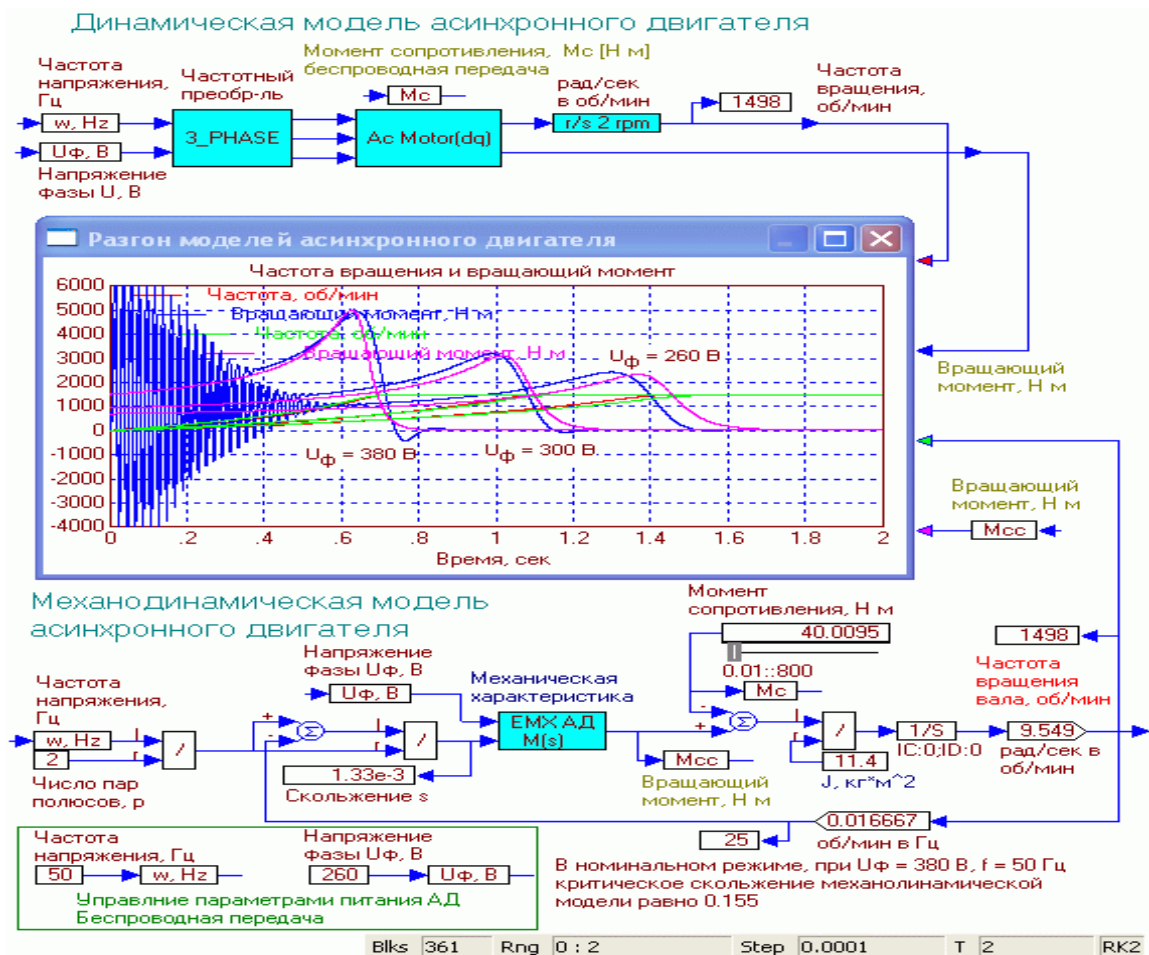 Динамическая модель асинхронного двигателя
Момент сопротивления, Мс [Н м]
беспроводная передача
Частота
напряжения,
Гц
Частотный
преобр-ль
рад/сек
в об/мин
Частота
вращения,
об/мин
Mc
1498
w, Hz
3_PHASE
Ac Motor(dq)
r/s 2 rpm
Uф, В
Напряжение
фазы U, В
Разгон моделей асинхронного двигателя
Частота вращения и вращающий момент
6000
5000
4000
3000
2000
1000
0
-1000
-2000
-3000
-4000
Частота, об/мин
Вращающий момент, Н м
Частота, об/мин
Вращающий момент, Н м
Uф = 260 В
Uф = 380 В
Uф = 300 В
0 .2 .4 .6 .8 1 1.2 1.4 1.6 1.8 2
Время, сек
Вращающий
момент, Н м
Вращающий
момент, Н м
Mcc
Механодинамическая модель
асинхронного двигателя
Момент
сопротивления, Н м
40.0095
0.01::800
Mc
1498
Частота
вращения
вала, об/мин
Напряжение
фазы Uф, В
Uф, В
Механическая
характеристика
Частота
напряжения,
Гц
w, Hz
2
Число пар
полюсов, p
l
r
/
+
-
Σ
l
r
/
1.33e-3
Скольжение s
ЕМХ АД
M(s)
-
+
Σ
Mcc
Вращающий
момент, Н м
l
r
/
11.4
J, кг*м^2
1/S
IC:0;ID:0
9.549
рад/сек в
об/мин
0.016667
об/мин в Гц
25
Частота
напряжения, Гц
50
w, Hz
Напряжение
фазы Uф, В
260
Uф, В
Управлние параметрами питания АД
Беспроводная передача
В номинальном режиме, при Uф = 380 В, f = 50 Гц
критическое скольжение механолинамической
модели равно 0.155
Blks 361 Rng 0 : 2 Step 0.0001 T 2 RK2